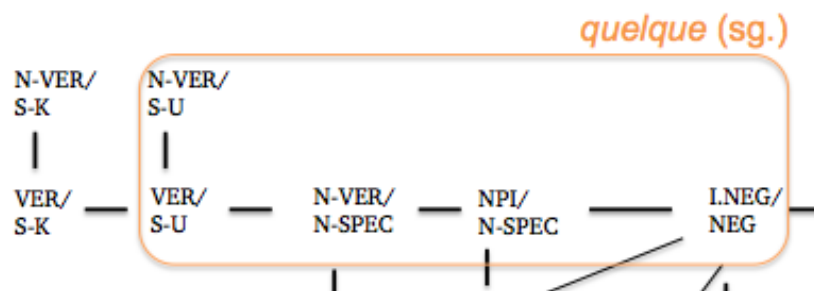 quelque (sg.)
N-VER/ N-VER/
S-K S-U
VER/ VER/ N-VER/ NPI/ I.NEG/
S-K S-U N-SPEC N-SPEC NEG